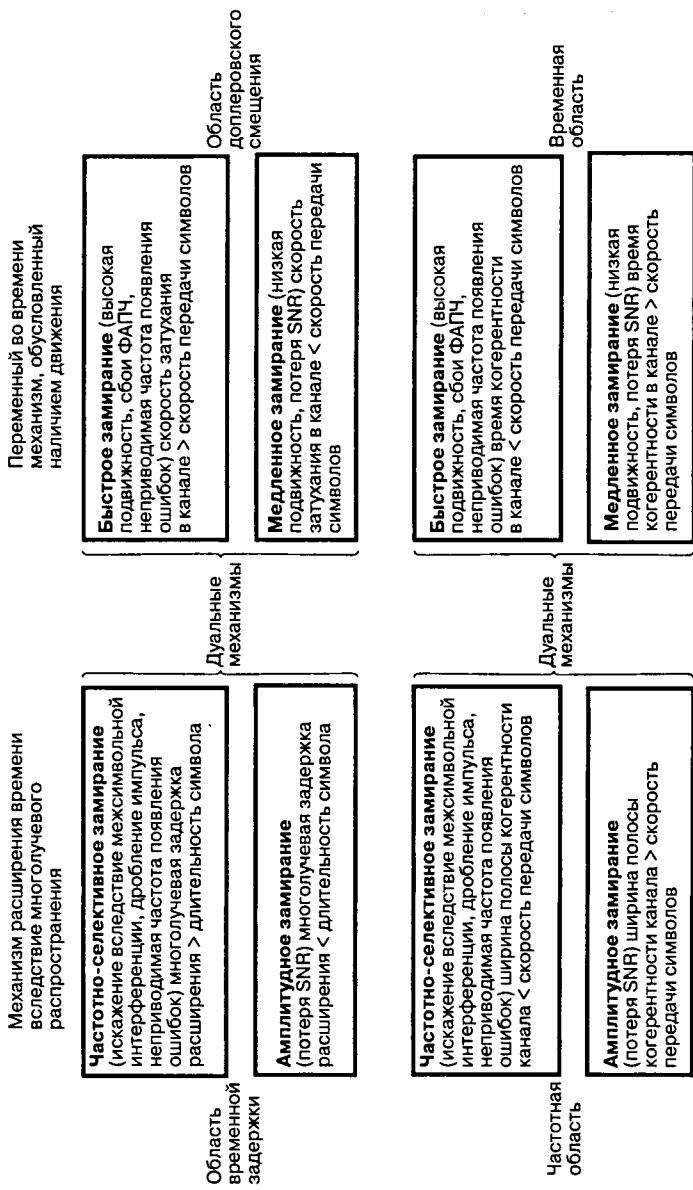 Механизм расширения времени
вследствие многолучевого
распространения
Переменный во времени
механизм, обусловленный
наличием движения
Область
временной
задержки
Частотно-селективное замирание
(искажение вследствие межсимвольной
интерференции, дробление импульса,
неприводимая частота появления
ошибок) многолучевая задержка
расширения > длительность символа
Амплитудное замирание
(потеря SNR) многолучевая задержка
расширения < длительность символа
Дуальные
механизмы
Быстрое замирание (высокая
подвижность, сбои ФАПЧ,
неприводимая частота появления
ошибок) скорость затухания
в канале > скорость передачи символов
Медленное замирание (низкая
подвижность, потеря SNR) скорость
затухания в канале < скорость передачи
символов
Область
доплеровского
смещения
Частотная
область
Частотно-селективное замирание
(искажение вследствие межсимвольной
интерференции, дробление импульса,
неприводимая частота появления
ошибок) ширина полосы когерентности
канала < скорость передачи символов
Амплитудное замирание
(потеря SNR) ширина полосы
когерентности канала > скорость
передачи символов
Дуальные
механизмы
Быстрое замирание (высокая
подвижность, сбои ФАПЧ,
неприводимая частота появления
ошибок) время когерентности
в канале < скорость передачи символов
Медленное замирание (низкая
подвижность, потеря SNR) время
когерентности в канале > скорость
передачи символов
Временная
область